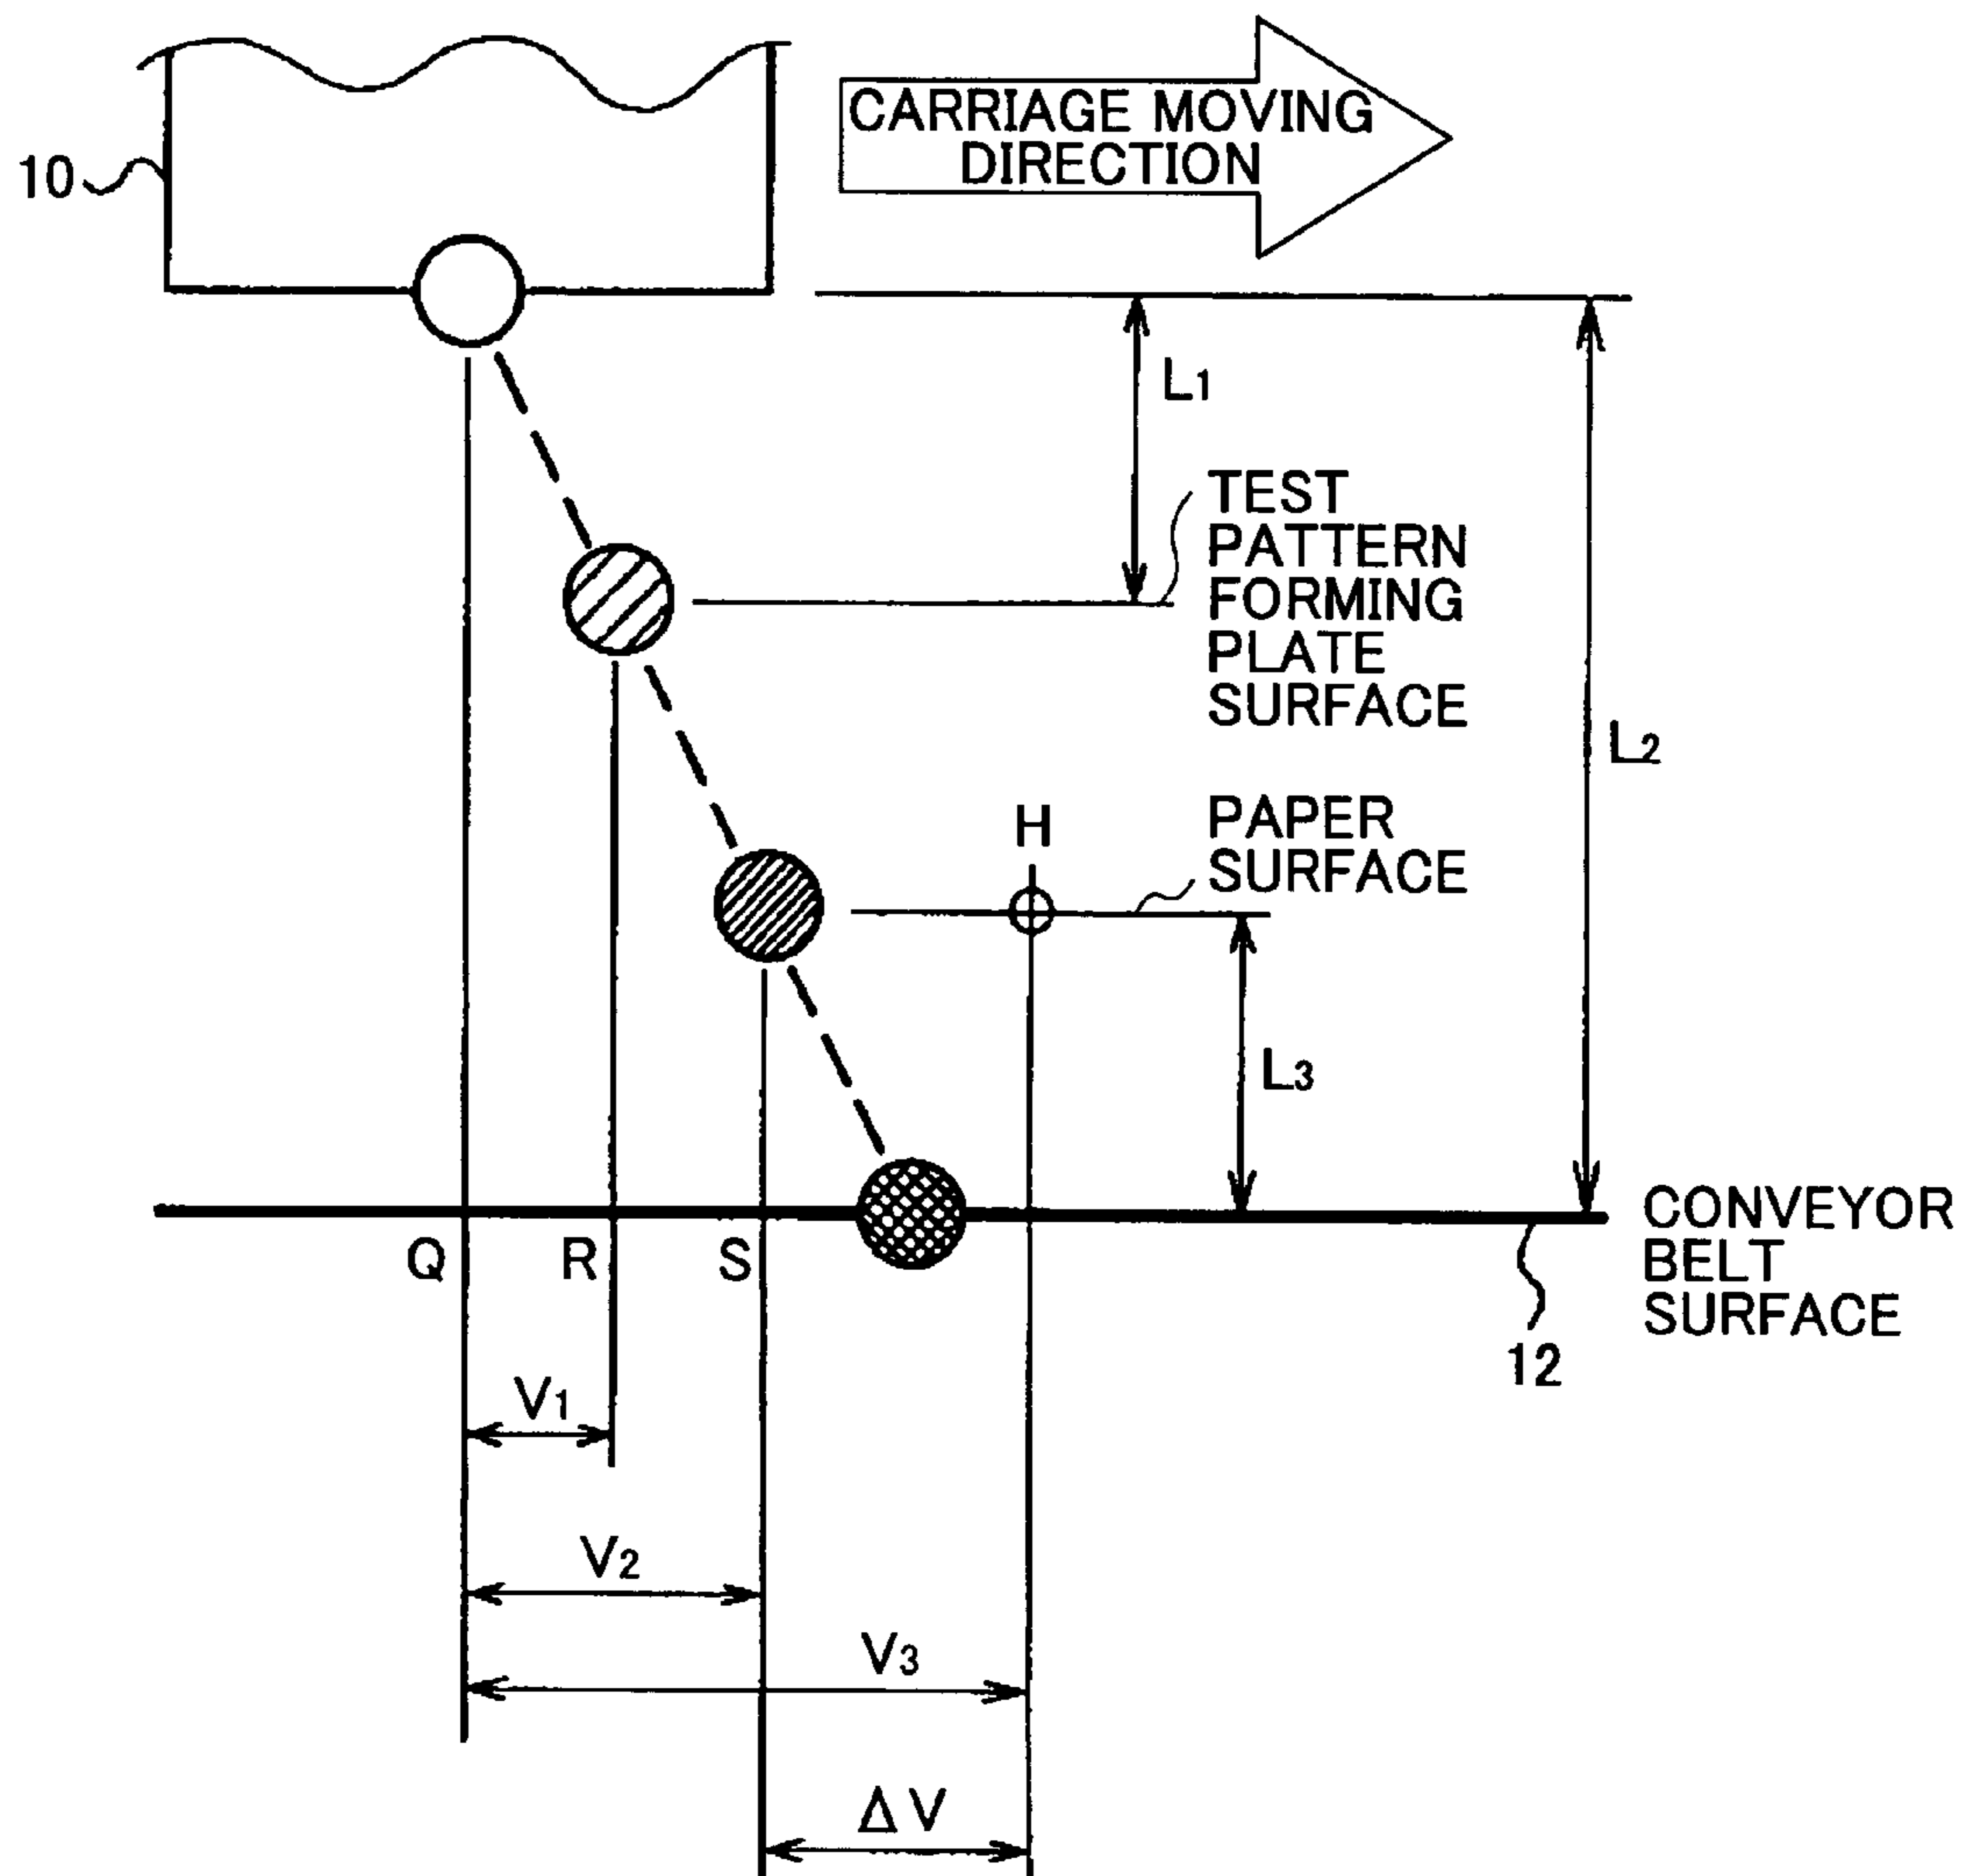 CARRIAGE MOVING
DIRECTION
10
L1
TEST
PATTERN
FORMING
PLATE
SURFACE
L2
H
PAPER
SURFACE
L3
Q
R
S
CONVEYOR
BELT
SURFACE
12
V1
V2
V3
ΔV